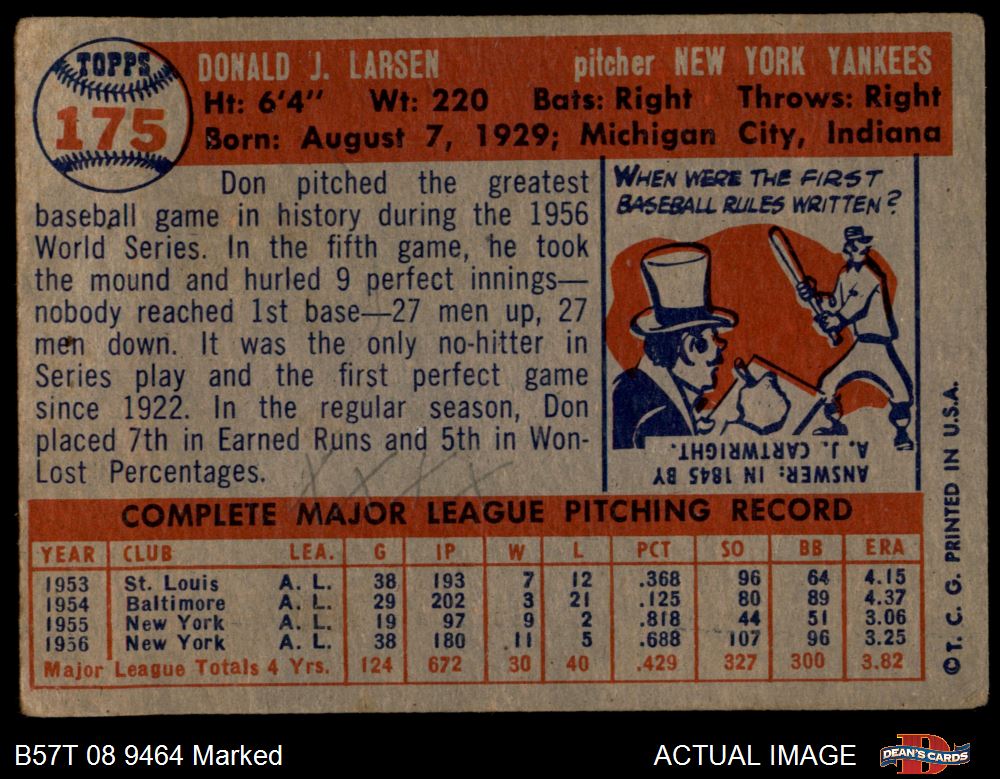 TOPPS
175
DONALD J. LARSEN pitcher NEW YORK YANKEES
Ht: 6'4" Wt: 220 Bats: Right Throws: Right
Born: August 7, 1929; Michigan City, Indiana
Don pitched the greatest
baseball game in history during the 1956
World Series. In the fifth game, he took
the mound and hurled 9 perfect innings—
nobody reached 1st base—27 men up, 27
men down. It was the only no-hitter in
Series play and the first perfect game
since 1922. In the regular season, Don
placed 7th in Earned Runs and 5th in Won-
Lost Percentages.
XXXX
WHEN WERE THE FIRST
BASEBALL RULES WRITTEN?
ANSWER: IN 1845 BY
A. J. CARTWRIGHT.
©T. C. G. PRINTED IN U.S.A.
COMPLETE MAJOR LEAGUE PITCHING RECORD
YEAR CLUB LEA. G IP W L PCT SO BB ERA
1953 St. Louis A. L. 38 193 7 12 .368 96 64 4.15
1954 Baltimore A. L. 29 202 3 21 .125 80 89 4.37
1955 New York A. L. 19 97 9 2 .818 44 51 3.06
1956 New York A. L. 38 180 11 5 .688 107 96 3.25
Major League Totals 4 Yrs. 124 672 30 40 .429 327 300 3.82
B57T 08 9464 Marked
ACTUAL IMAGE
DEAN'S CARDS